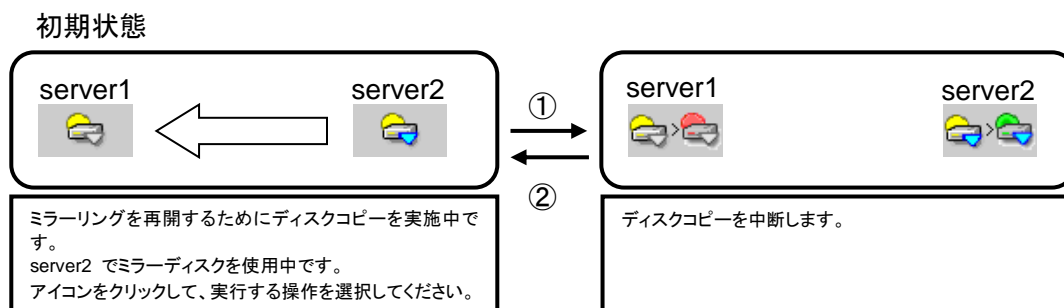 初期状態
server1
server2
①
②
server1
server2
>
>
ミラーリングを再開するためにディスクコピーを実施中で
す。
server2 でミラーディスクを使用中です。
アイコンをクリックして、実行する操作を選択してください。
ディスクコピーを中断します。